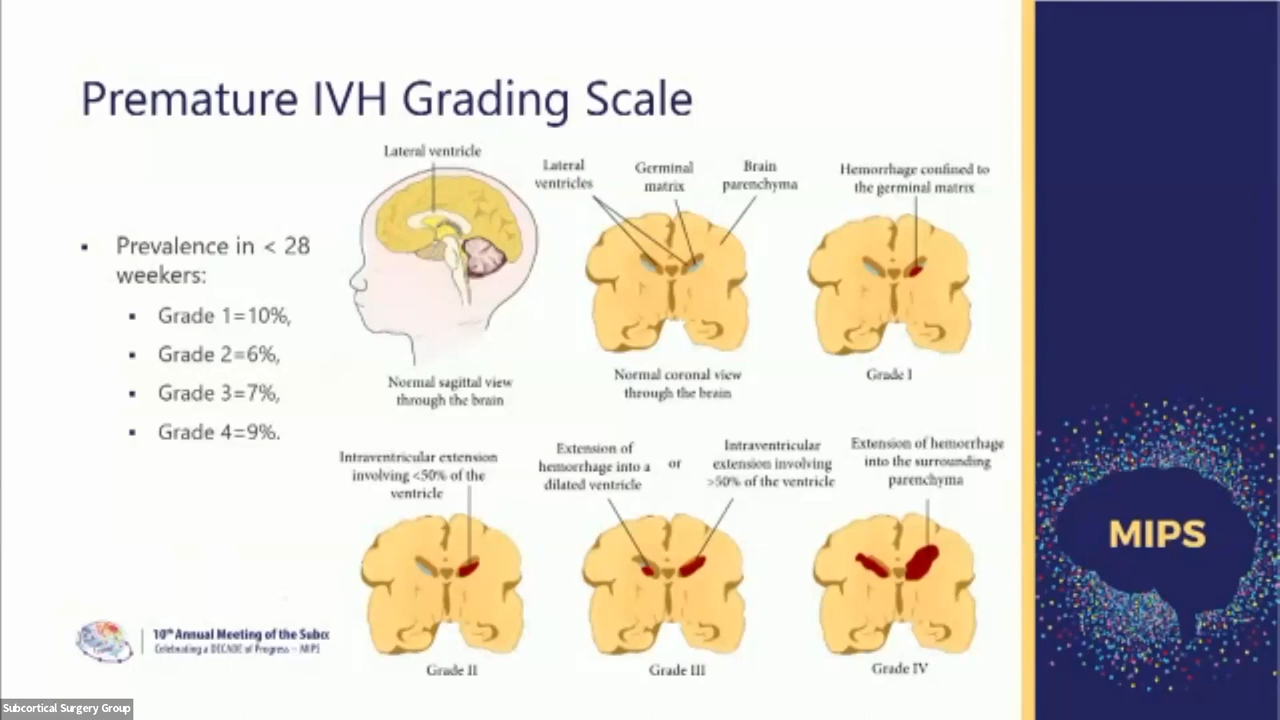 Premature IVH Grading Scale
Prevalence in < 28
weekers:
Grade 1=10%,
Grade 2=6%,
Grade 3=7%,
Grade 4=9%.
Lateral ventricle
Normal sagittal view
through the brain
Lateral
ventricles
Germinal
matrix
Brain
parenchyma
Normal coronal view
through the brain
Hemorrhage confined to
the germinal matrix
Grade I
Intraventricular extension
involving <50% of the
ventricle
Grade II
Extension of
hemorrhage into a
dilated ventricle
or
Intraventricular
extension involving
>50% of the ventricle
Grade III
Extension of hemorrhage
into the surrounding
parenchyma
Grade IV
MIPS
10th Annual Meeting of the Subco
Celebrating a DECADE of Progress – MIPS
Subcortical Surgery Group